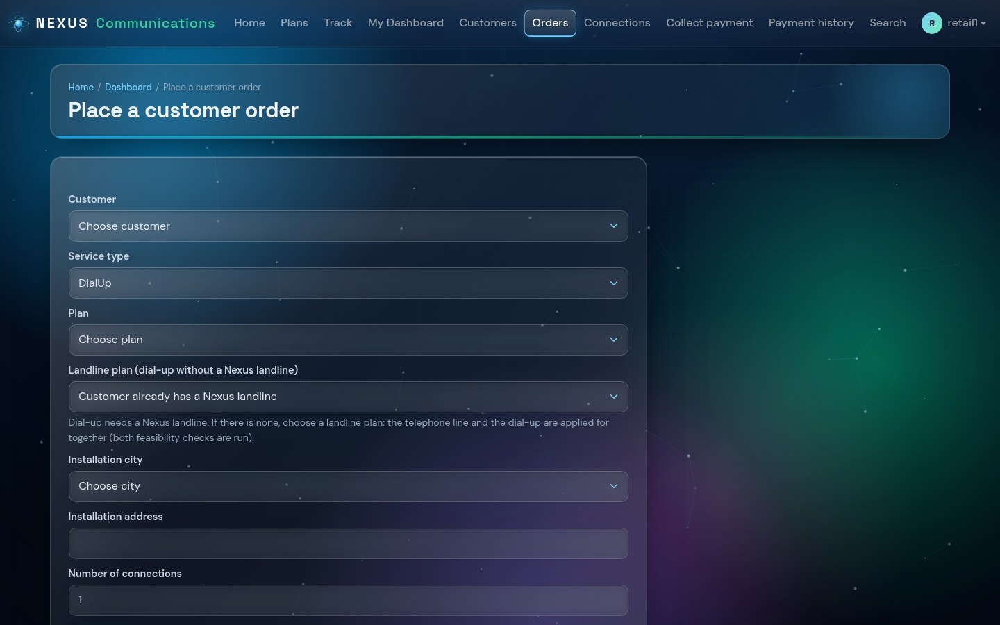 NEXUS Communications
Home Plans Track My Dashboard Customers Orders Connections Collect payment Payment history Search R retail1
Home / Dashboard / Place a customer order
Place a customer order
Customer
Choose customer
Service type
DialUp
Plan
Choose plan
Landline plan (dial-up without a Nexus landline)
Customer already has a Nexus landline
Dial-up needs a Nexus landline. If there is none, choose a landline plan: the telephone line and the dial-up are applied for
together (both feasibility checks are run).
Installation city
Choose city
Installation address
Number of connections
1